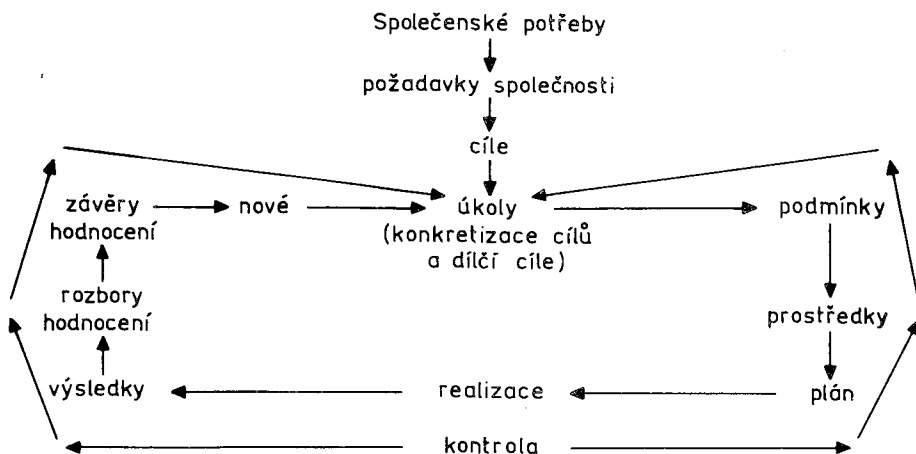 Společenské potřeby
požadavky společnosti
cíle
závěry
hodnocení
nové
úkoly
(konkretizace cílů
a dílčí cíle)
podmínky
rozbory
hodnocení
prostředky
výsledky
realizace
plán
kontrola